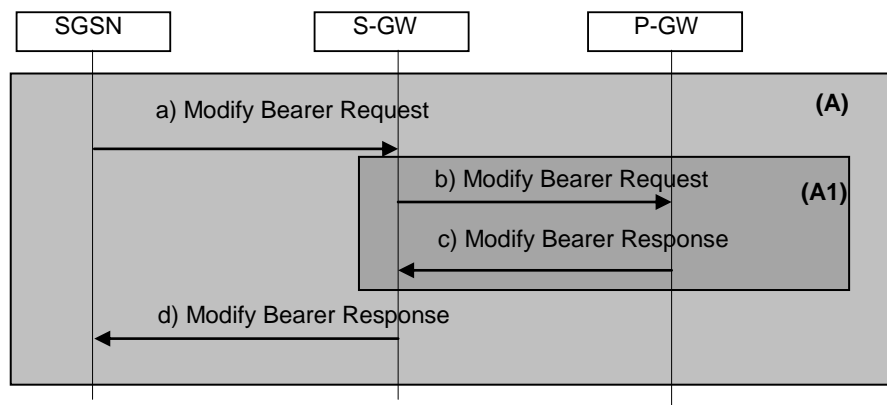 SGSN
S-GW
P-GW
(A)
a) Modify Bearer Request
b) Modify Bearer Request
(A1)
c) Modify Bearer Response
d) Modify Bearer Response